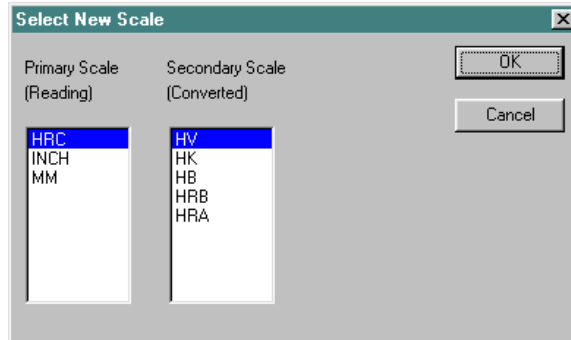 Select New Scale
Primary Scale
(Reading)
Secondary Scale
(Converted)
OK
Cancel
HRC
INCH
MM
HV
HK
HB
HRB
HRA